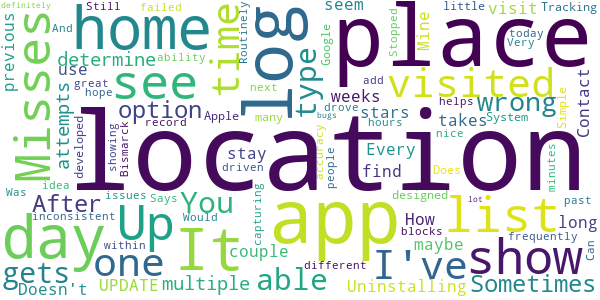 definitely
Still
previous
And
determine
use
attempts
Misses
home
failed
Was
time
Routinely
log
type
seem
Google
Stopped
Mine
next
place
little
visit
Tracking
today
Very
see
ability
great
hope
option
developed
showing
Bismarck
record
Apple
many
weeks
stars
takes
drove
hours
add
helps
visited
wrong
System
nice
Contact
Simple
minutes
After
idea
stay
driven
location
find
Every
people
accuracy
bugs
Does
day
Up
It
You
issues
Says
Would
inconsistent
couple
capturing
app
How
blocks
maybe
designed
list
long
past
Can
frequently
gets
Doesn't
one
within
UPDATE
multiple
able
different
I've
show
Uninstalling
Sometimes
lot